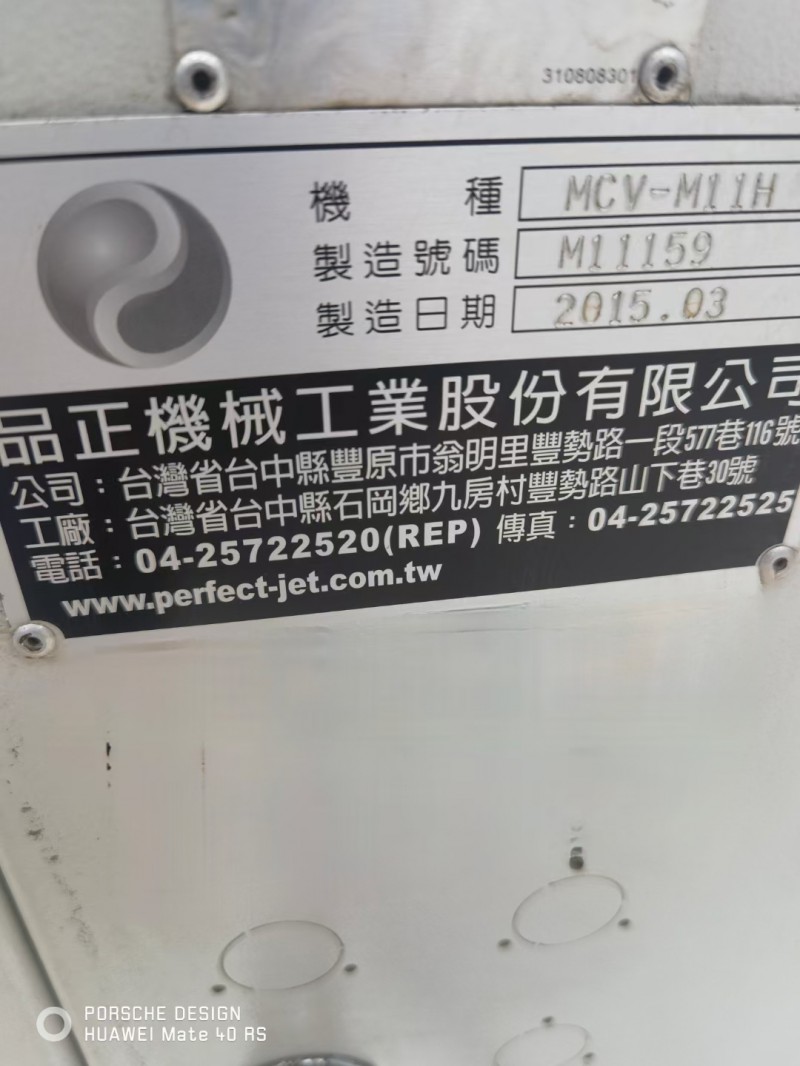 310808301
機種 MCV-M11H
製造號碼 M11159
製造日期 2015.03
品正機械工業股份有限公司
公司：台灣省台中縣豐原市翁明里豐勢路一段577巷116號
工廠：台灣省台中縣石岡鄉九房村豐勢路山下巷30號
電話：04-25722520(REP) 傳真：04-25722525
www.perfect-jet.com.tw
PORSCHE DESIGN
HUAWEI Mate 40 RS